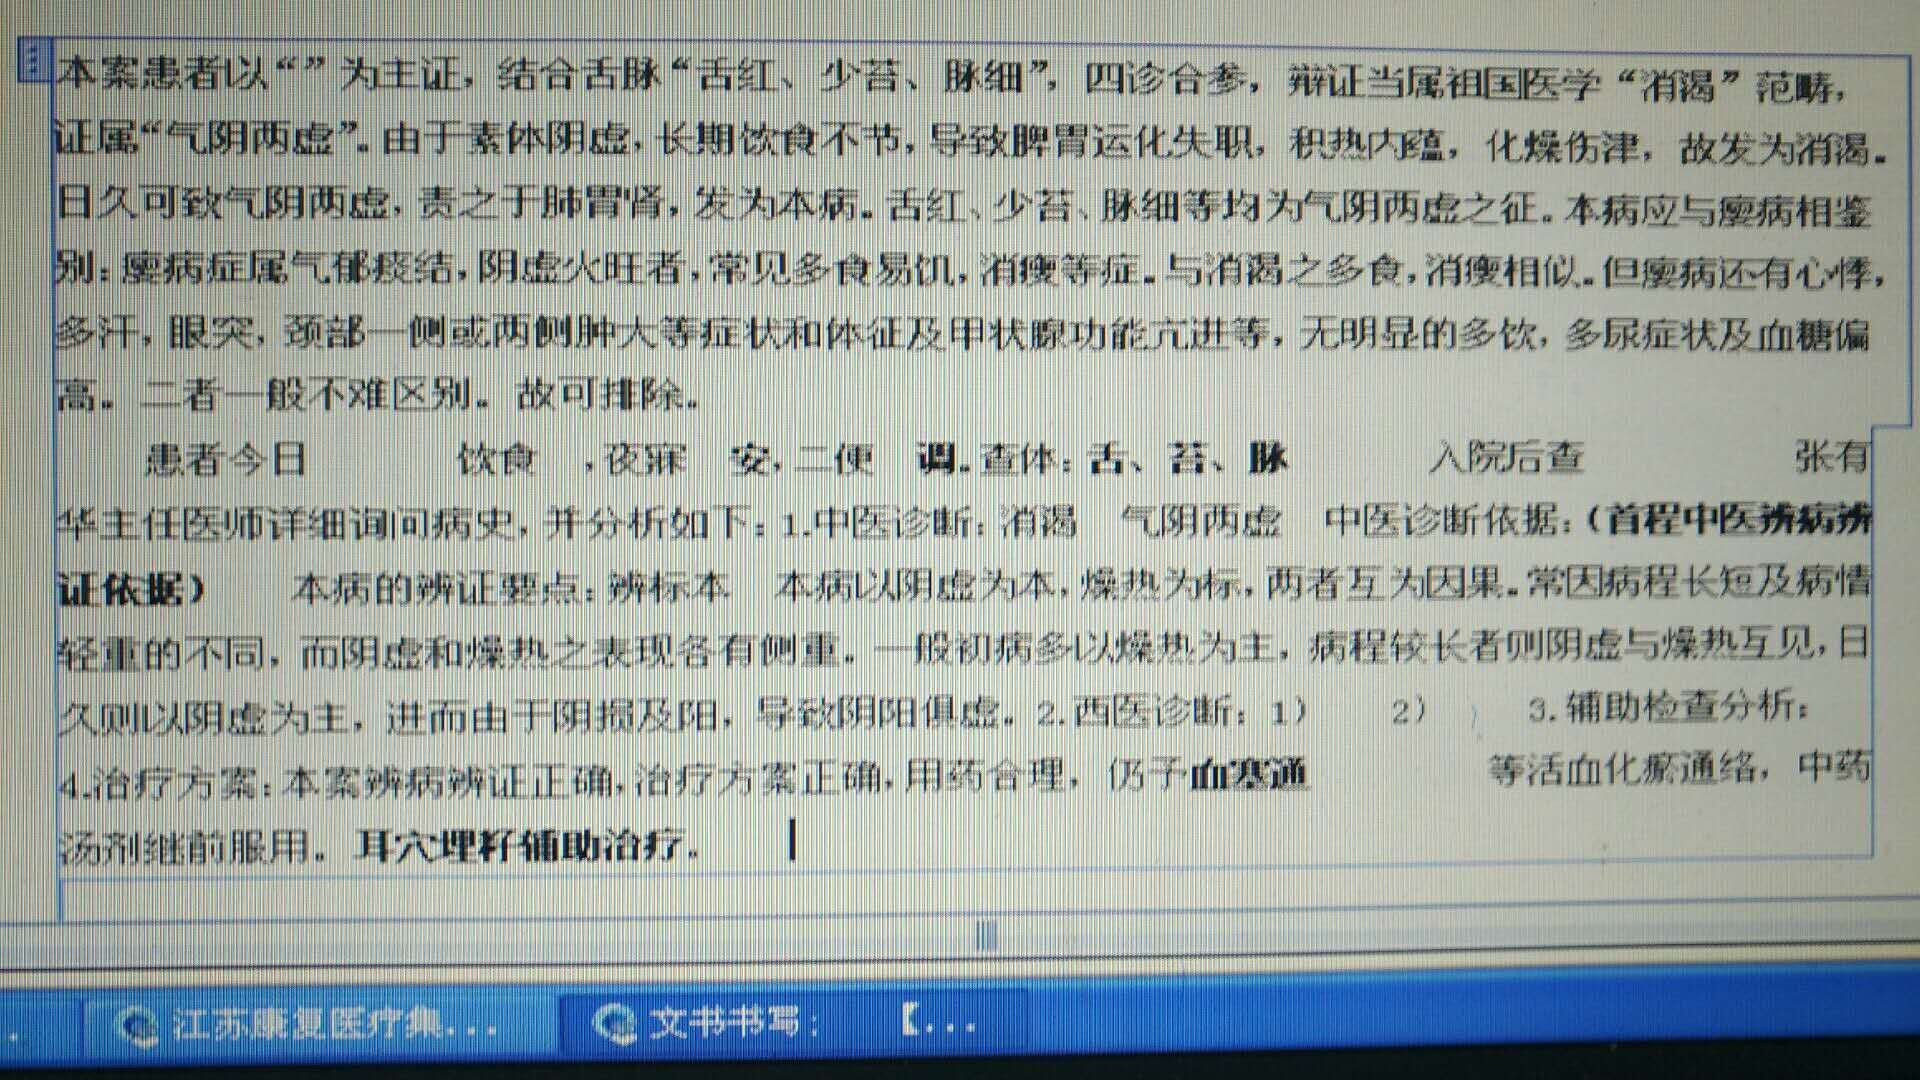 本案患者以“”为主证，结合舌脉“舌红、少苔、脉细”，四诊合参，辩证当属祖国医学“消渴”范畴，
证属“气阴两虚”。由于素体阴虚，长期饮食不节，导致脾胃运化失职，积热内蕴，化燥伤津，故发为消渴。
日久可致气阴两虚，责之于肺胃肾，发为本病。舌红、少苔、脉细等均为气阴两虚之征。本病应与瘿病相鉴
别：瘿病症属气郁痰结，阴虚火旺者，常见多食易饥，消瘦等症。与消渴之多食，消瘦相似。但瘿病还有心悸，
多汗，眼突，颈部一侧或两侧肿大等症状和体征及甲状腺功能亢进等，无明显的多饮，多尿症状及血糖偏
高。二者一般不难区别。故可排除。
患者今日 饮食 ，夜寐 安，二便 调。查体：舌、苔、脉 入院后查 张有
华主任医师详细询问病史，并分析如下：1.中医诊断：消渴 气阴两虚 中医诊断依据：（首程中医辨病辨
证依据） 本病的辨证要点：辨标本 本病以阴虚为本，燥热为标，两者互为因果。常因病程长短及病情
轻重的不同，而阴虚和燥热之表现各有侧重。一般初病多以燥热为主，病程较长者则阴虚与燥热互见，日
久则以阴虚为主，进而由于阴损及阳，导致阴阳俱虚。2.西医诊断：1） 2） 3.辅助检查分析：
4.治疗方案：本案辨病辨证正确，治疗方案正确，用药合理，仍予血塞通 等活血化瘀通络，中药
汤剂继前服用。耳穴埋籽辅助治疗。
江苏康复医疗集... 文书书写： 【...